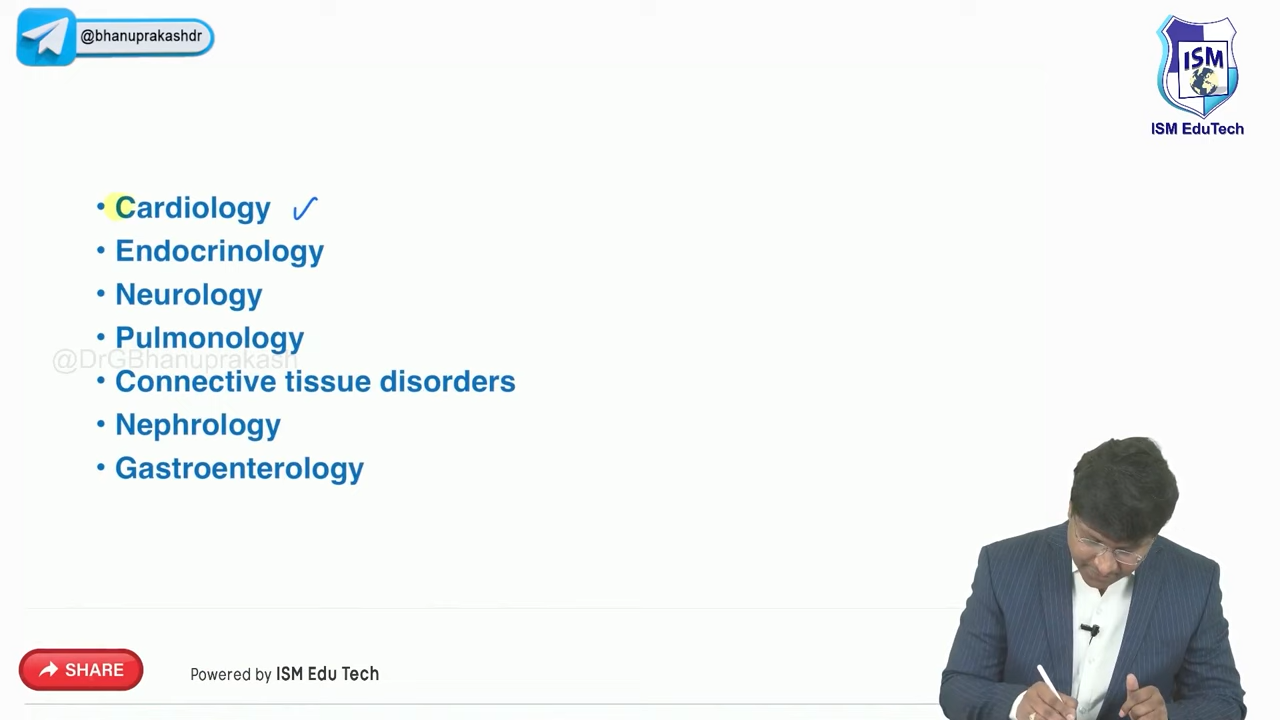 @bhanuprakashdr
ISM
ISM EduTech
• Cardiology ✓
• Endocrinology
• Neurology
• Pulmonology
@DrGBhanuprakash
• Connective tissue disorders
• Nephrology
• Gastroenterology
SHARE
Powered by ISM Edu Tech